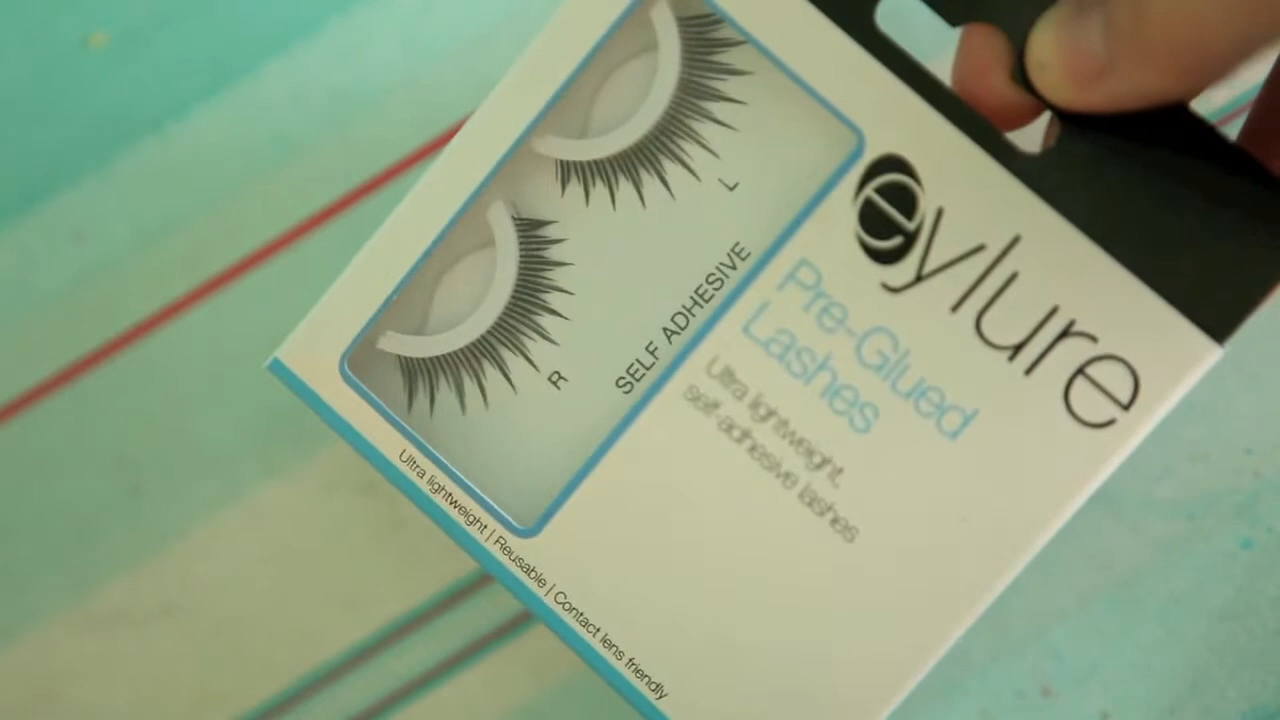 eylure
Pre-Glued
Lashes
Ultra lightweight,
self-adhesive lashes
L
R
SELF ADHESIVE
Ultra lightweight | Reusable | Contact lens friendly